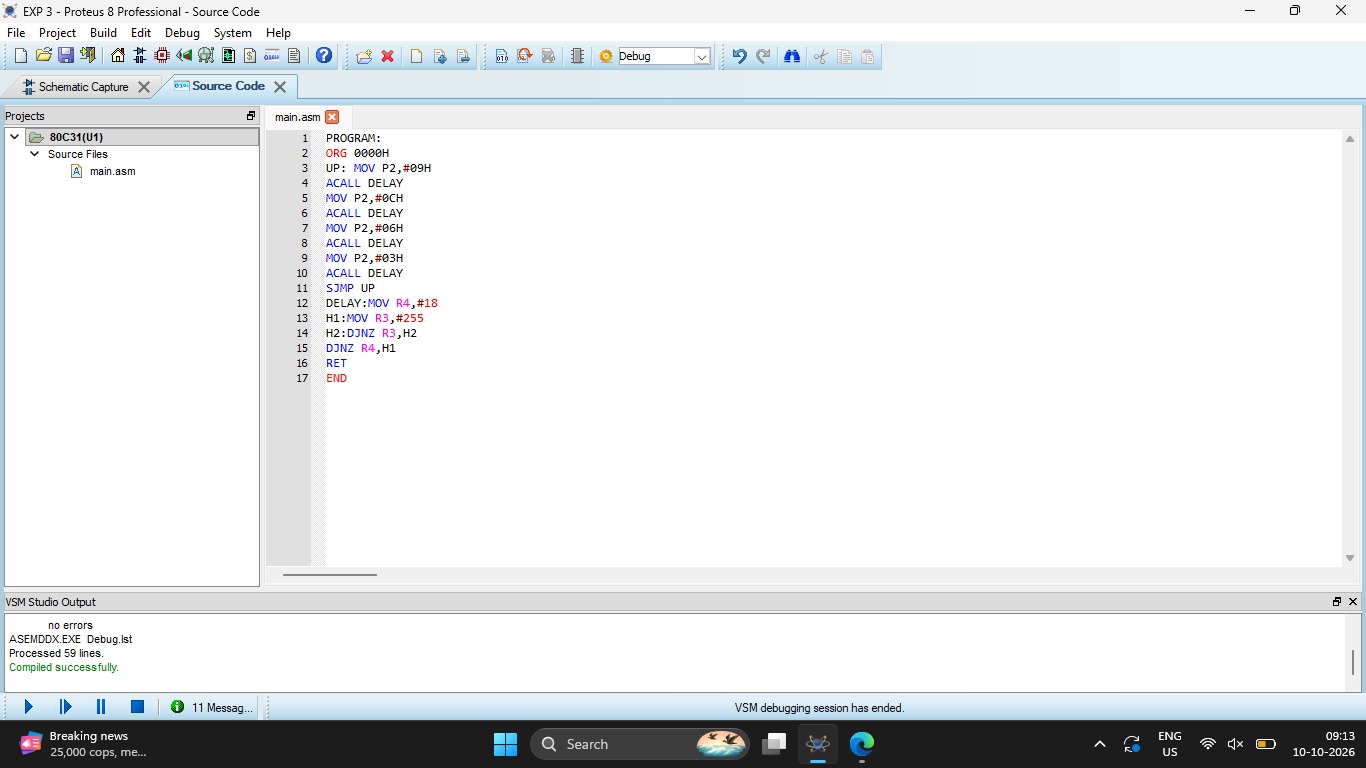 EXP 3 - Proteus 8 Professional - Source Code
File Project Build Edit Debug System Help
Debug
Schematic Capture
Source Code
Projects
main.asm
80C31(U1)
Source Files
main.asm
1 PROGRAM:
2 ORG 0000H
3 UP: MOV P2,#09H
4 ACALL DELAY
5 MOV P2,#0CH
6 ACALL DELAY
7 MOV P2,#06H
8 ACALL DELAY
9 MOV P2,#03H
10 ACALL DELAY
11 SJMP UP
12 DELAY:MOV R4,#18
13 H1:MOV R3,#255
14 H2:DJNZ R3,H2
15 DJNZ R4,H1
16 RET
17 END
VSM Studio Output
no errors
ASEMDDX.EXE Debug.lst
Processed 59 lines.
Compiled successfully.
11 Messag...
VSM debugging session has ended.
Breaking news
25,000 cops, me...
Search
ENG
US
09:13
10-10-2026